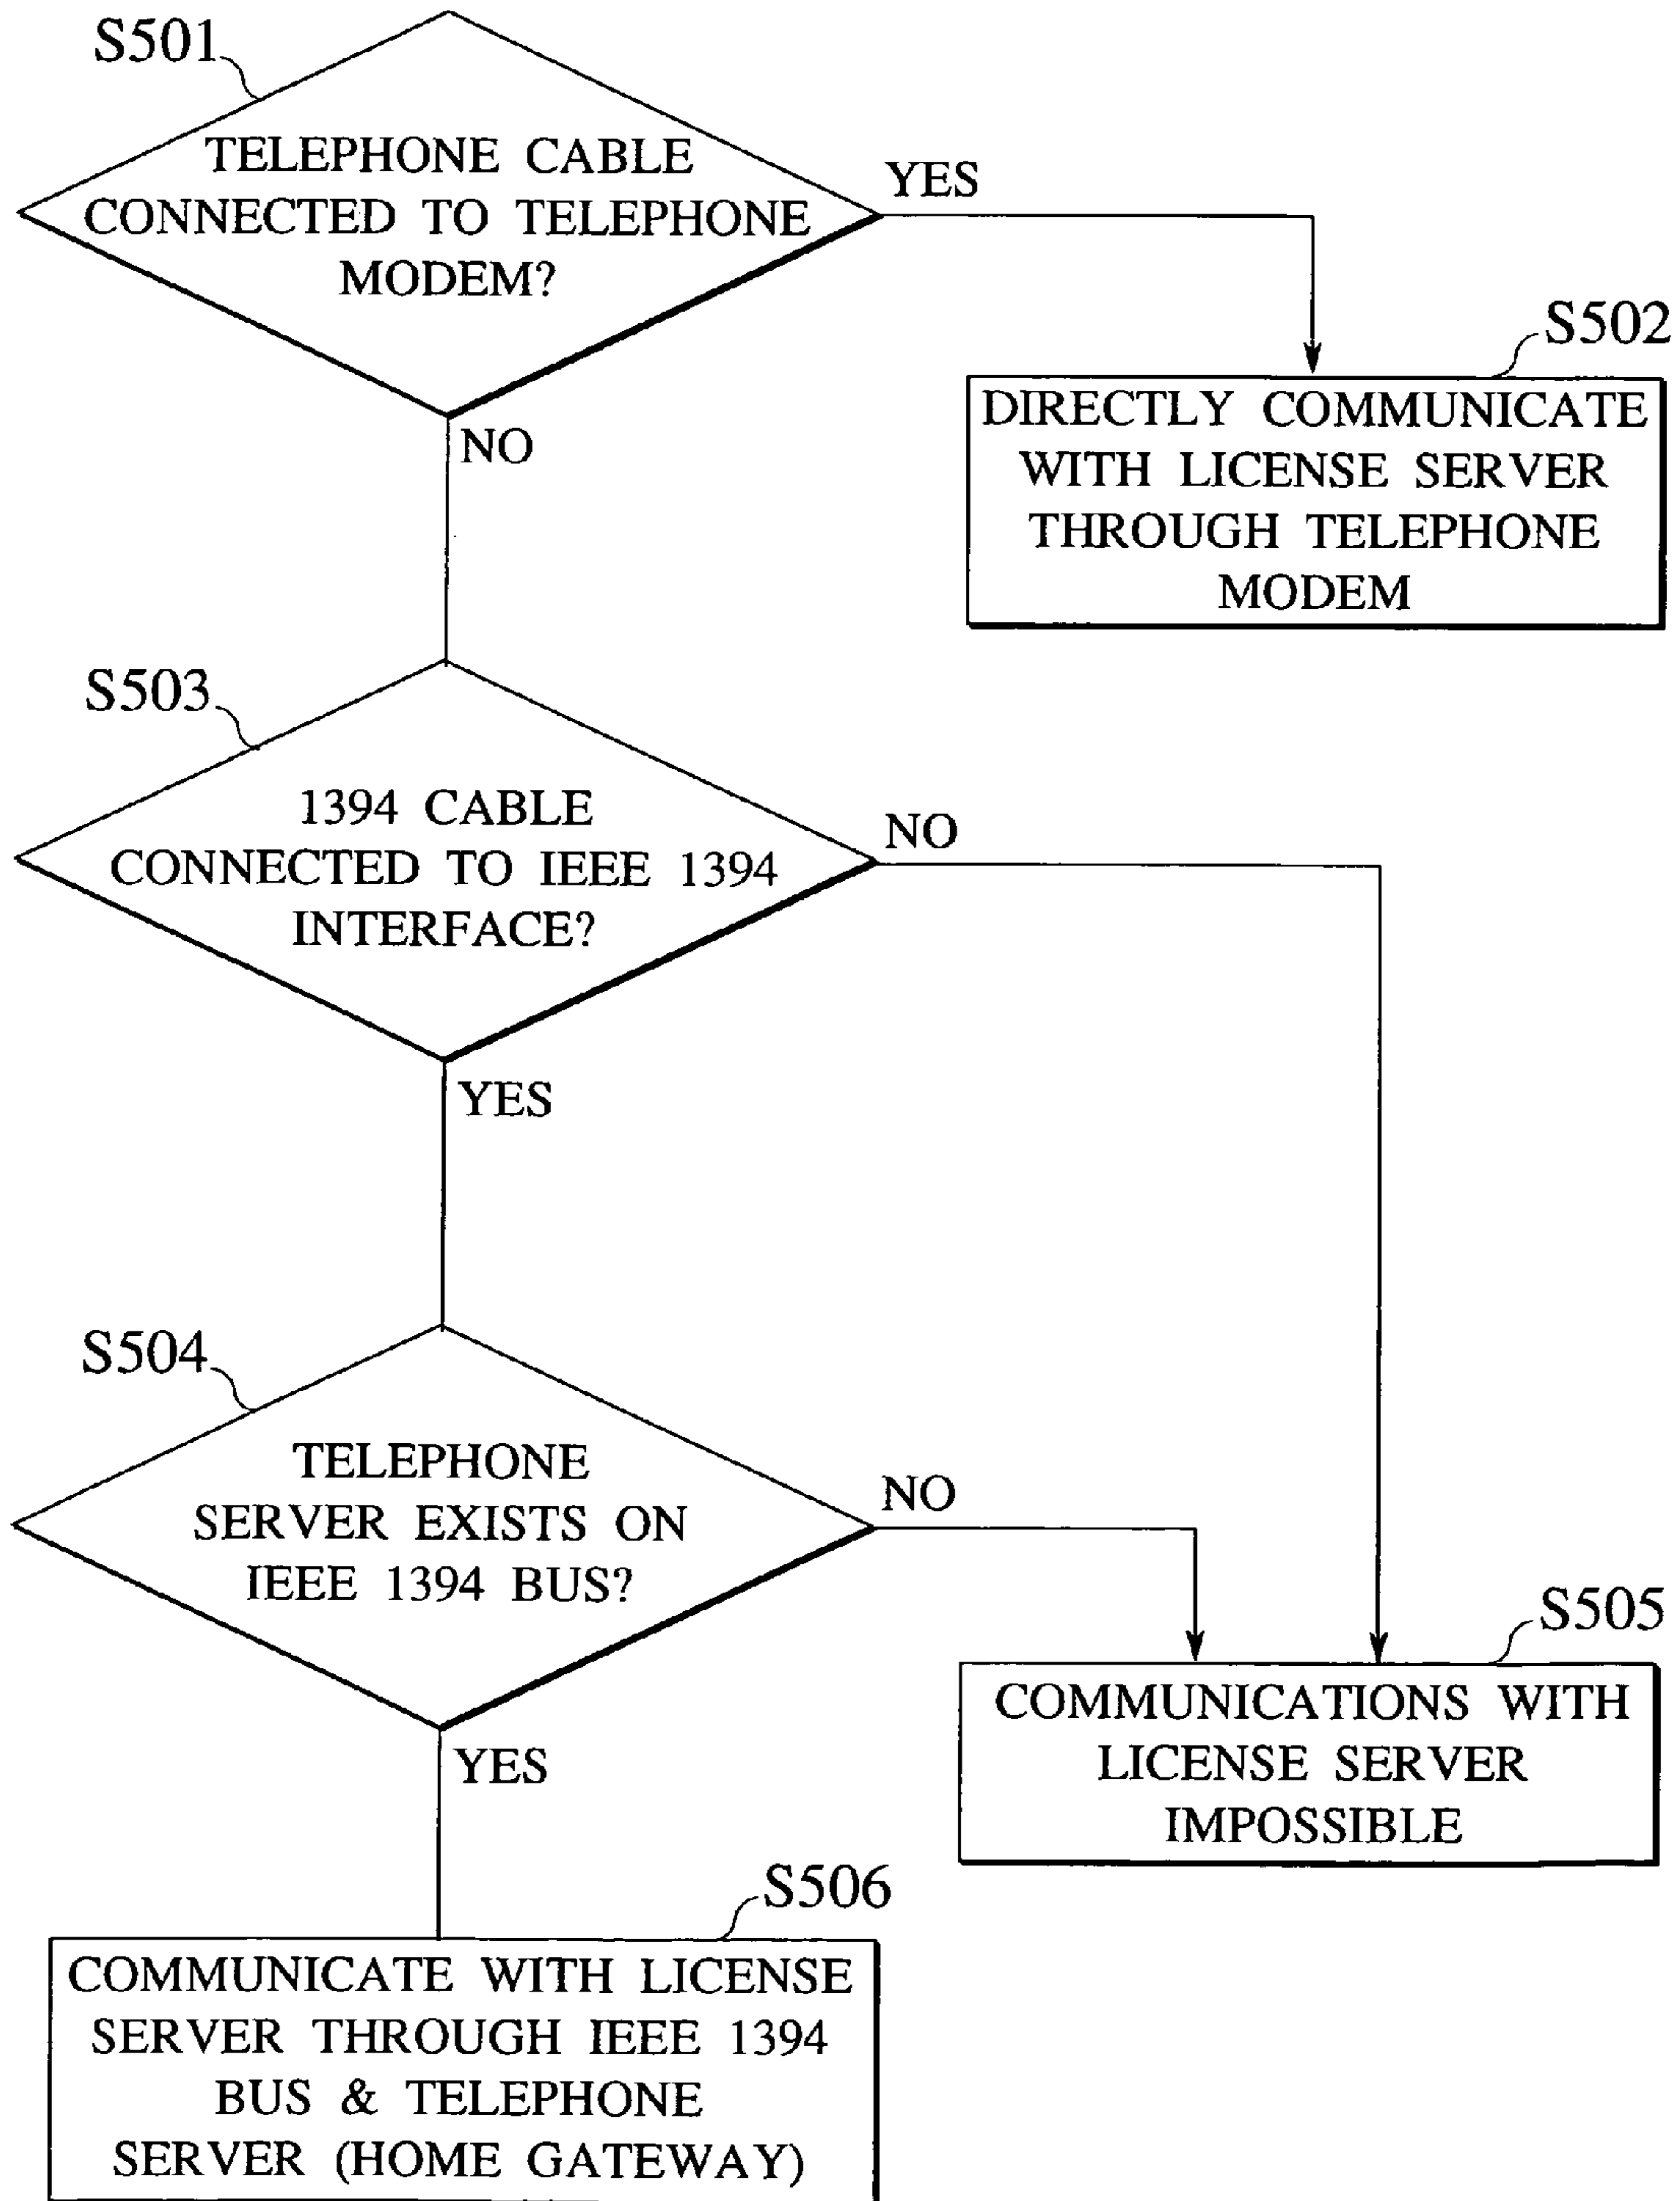 S501
TELEPHONE CABLE
CONNECTED TO TELEPHONE
MODEM?
YES
NO
S502
DIRECTLY COMMUNICATE
WITH LICENSE SERVER
THROUGH TELEPHONE
MODEM
S503
1394 CABLE
CONNECTED TO IEEE 1394
INTERFACE?
NO
YES
S504
TELEPHONE
SERVER EXISTS ON
IEEE 1394 BUS?
NO
YES
S505
COMMUNICATIONS WITH
LICENSE SERVER
IMPOSSIBLE
S506
COMMUNICATE WITH LICENSE
SERVER THROUGH IEEE 1394
BUS & TELEPHONE
SERVER (HOME GATEWAY)